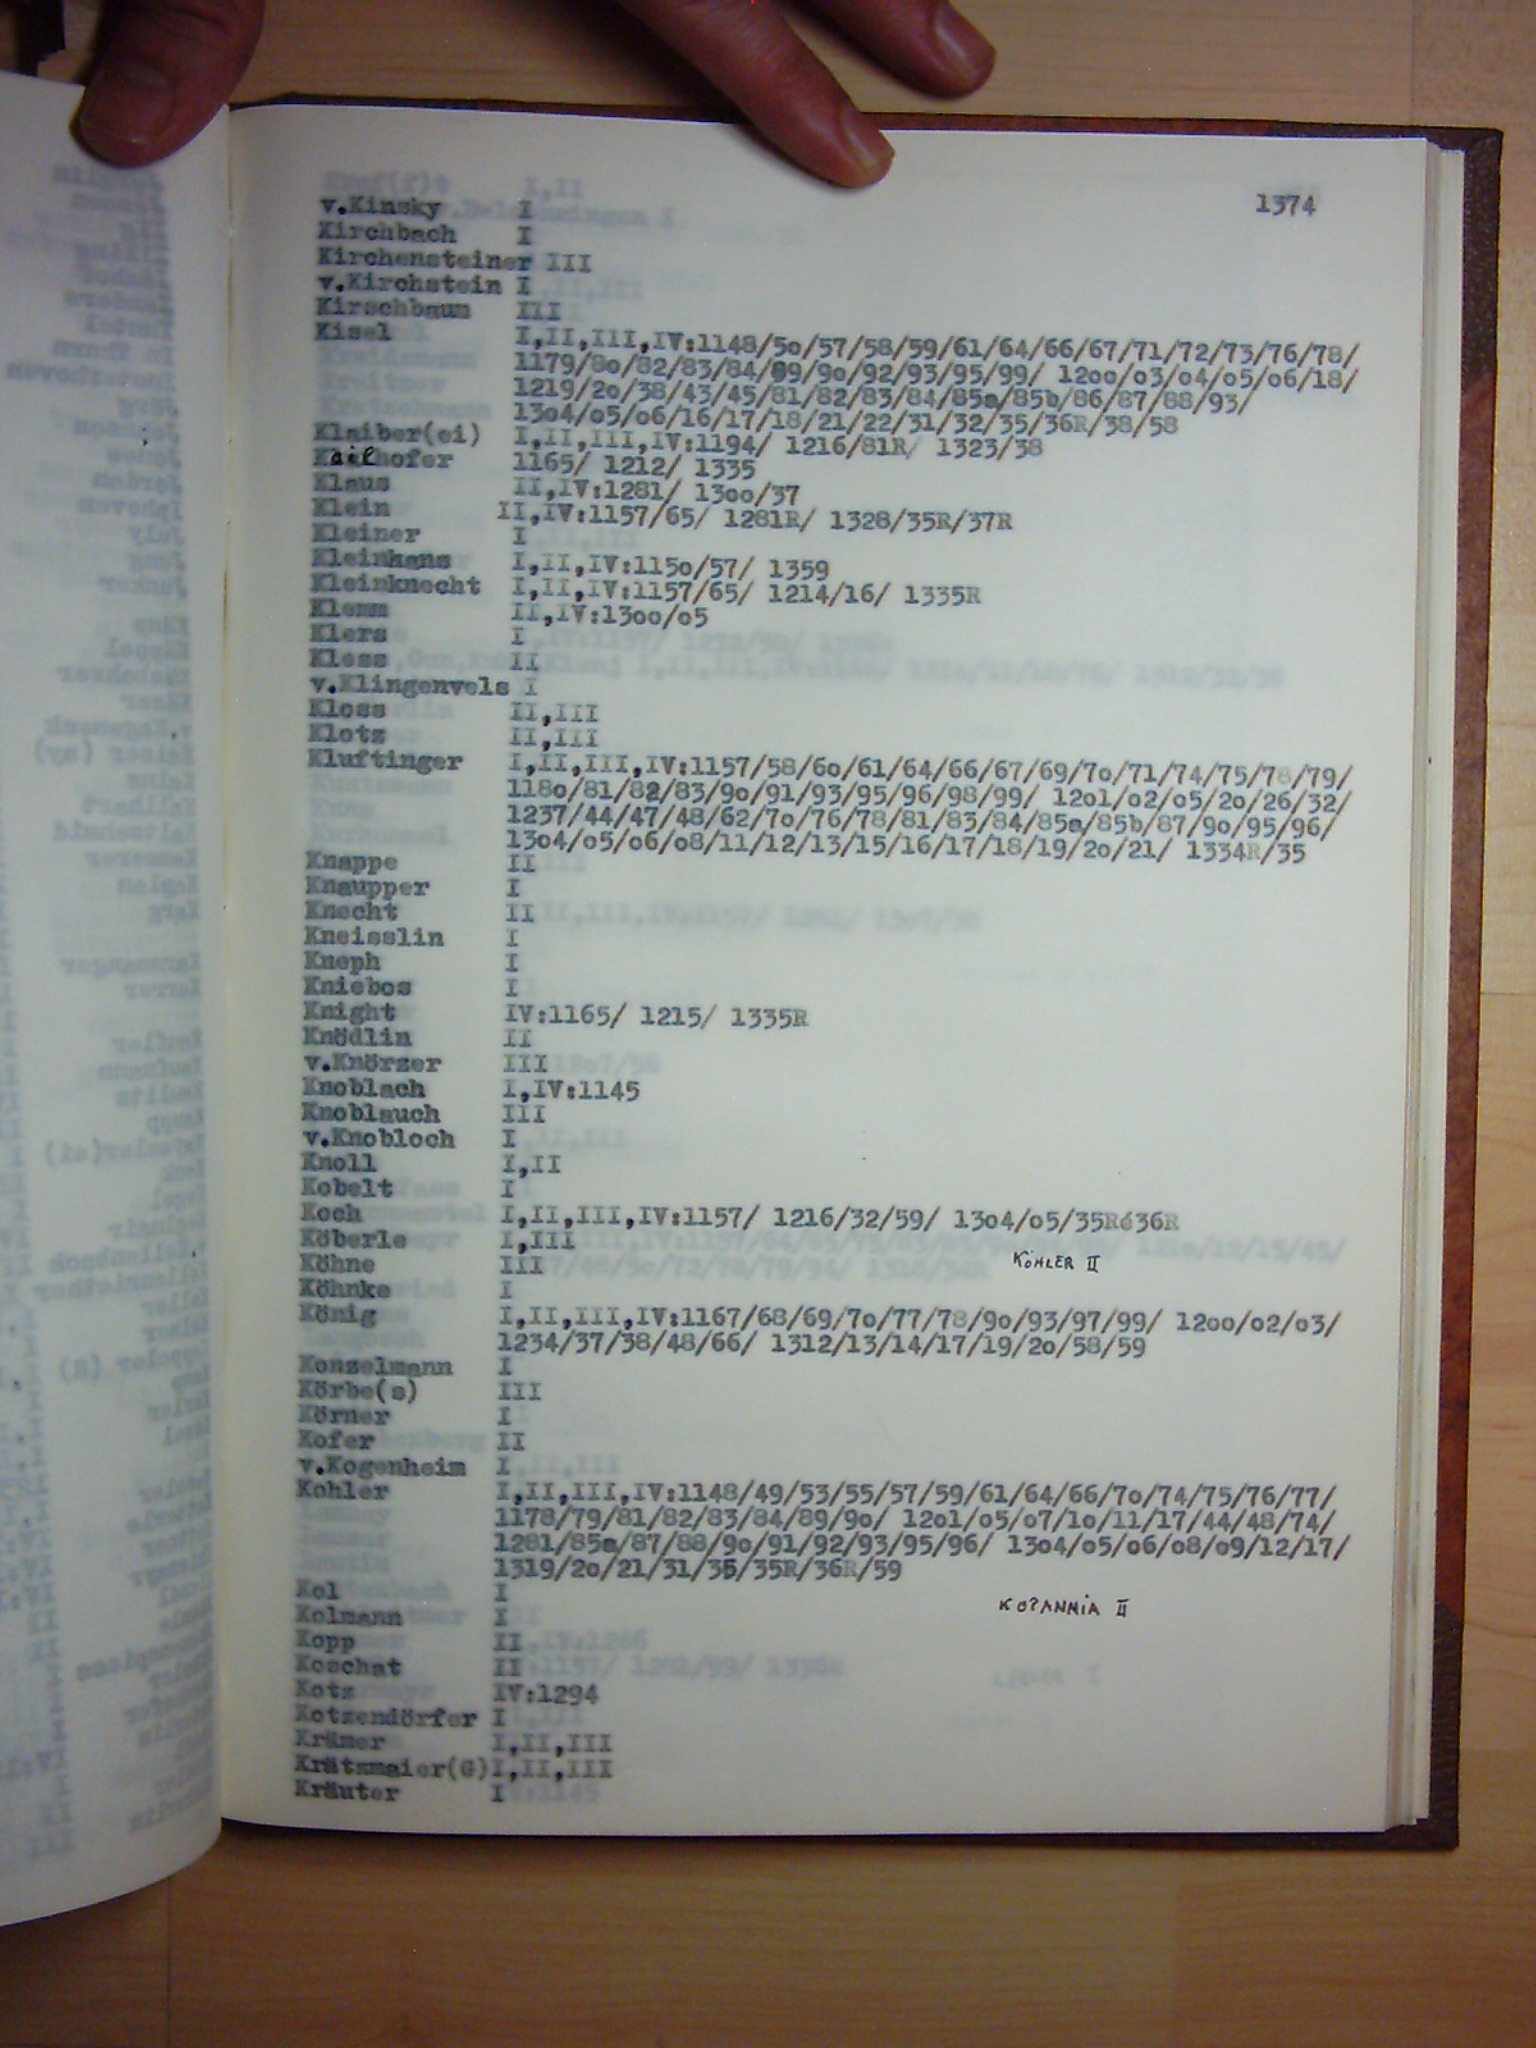 1374
v.Kinsky I
Kirchbach I
Kirchensteiner III
v.Kirchstein I
Kirschbaum III
Kisel I,II,III,IV:1148/5o/57/58/59/61/64/66/67/71/72/73/76/78/
1179/8o/82/83/84/89/9o/92/93/95/99/ 12oo/o3/o4/o5/o6/18/
1219/2o/38/43/45/81/82/83/84/85a/85b/86/87/88/93/
13o4/o5/o6/16/17/18/21/22/31/32/35/36R/38/58
Klaiber(ei) I,II,III,IV:1194/ 1216/81R/ 1323/38
Klailhofer 1165/ 1212/ 1335
Klaus II,IV:1281/ 13oo/37
Klein II,IV:1157/65/ 1281R/ 1328/35R/37R
Kleiner I
Kleinhans I,II,IV:115o/57/ 1359
Kleinknecht I,II,IV:1157/65/ 1214/16/ 1335R
Klemm II,IV:13oo/o5
Klers I
Kless II
v.Klingenvels I
Kloss II,III
Klotz II,III
Kluftinger I,II,III,IV:1157/58/6o/61/64/66/67/69/7o/71/74/75/78/79/
118o/81/82/83/9o/91/93/95/96/98/99/ 12o1/o2/o5/2o/26/32/
1237/44/47/48/62/7o/76/78/81/83/84/85a/85b/87/9o/95/96/
13o4/o5/o6/o8/11/12/13/15/16/17/18/19/2o/21/ 1334R/35
Knappe II
Knaupper I
Knecht II
Kneisslin I
Kneph I
Kniebos I
Knight IV:1165/ 1215/ 1335R
Knödlin II
v.Knörzer III
Knoblach I,IV:1145
Knoblauch III
v.Knobloch I
Knoll I,II
Kobelt I
Koch I,II,III,IV:1157/ 1216/32/59/ 13o4/o5/35R636R
Köberle I,III
Köhne III KÖHLER II
Köhnke I
König I,II,III,IV:1167/68/69/7o/77/78/9o/93/97/99/ 12oo/o2/o3/
1234/37/38/48/66/ 1312/13/14/17/19/2o/58/59
Konzelmann I
Körbe(s) III
Körner I
Kofer II
v.Kogenheim I
Kohler I,II,III,IV:1148/49/53/55/57/59/61/64/66/7o/74/75/76/77/
1178/79/81/82/83/84/89/9o/ 12o1/o5/o7/1o/11/17/44/48/74/
1281/85a/87/88/9o/91/92/93/95/96/ 13o4/o5/o6/o8/o9/12/17/
1319/2o/21/31/35/35R/36R/59
Kol I
Kolmann I II
Kopp II
Koschat II
Kotz IV:1294
Kotzendörfer I
Krämer I,II,III
Krätzmaier(G)I,II,III
Kräuter I